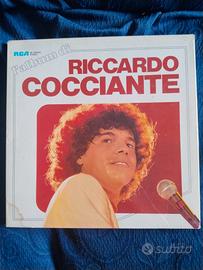 RCA
l'album di
RICCARDO
COCCIANTE
subito